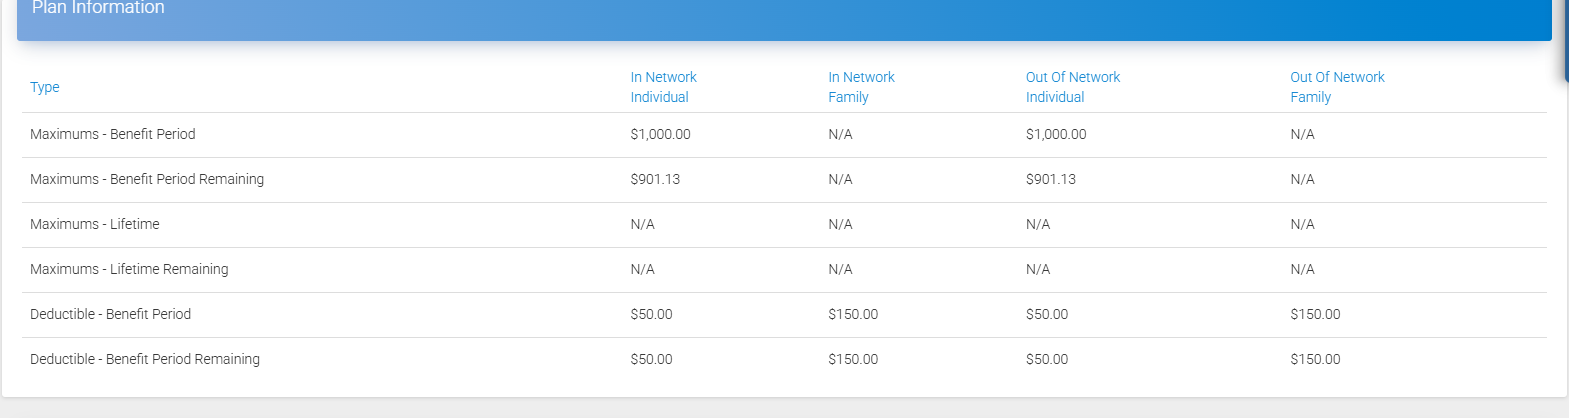 Plan Information
Type In Network Individual In Network Family Out Of Network Individual Out Of Network Family
Maximums - Benefit Period $1,000.00 N/A $1,000.00 N/A
Maximums - Benefit Period Remaining $901.13 N/A $901.13 N/A
Maximums - Lifetime N/A N/A N/A N/A
Maximums - Lifetime Remaining N/A N/A N/A N/A
Deductible - Benefit Period $50.00 $150.00 $50.00 $150.00
Deductible - Benefit Period Remaining $50.00 $150.00 $50.00 $150.00